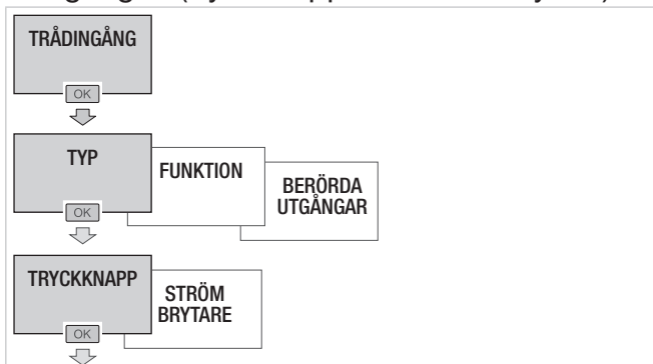 TRÅDINGÅNG
OK
TYP
FUNKTION
BERÖRDA
UTGÅNGAR
OK
TRYCKKNAPP
STRÖM
BRYTARE
OK